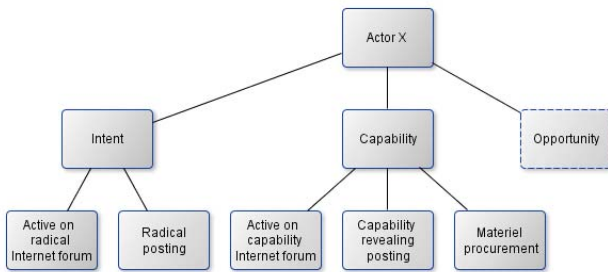 Actor X
Intent
Capability
Opportunity
Active on
radical
Internet forum
Radical
posting
Active on
capability
Internet forum
Capability
revealing
posting
Materiel
procurement